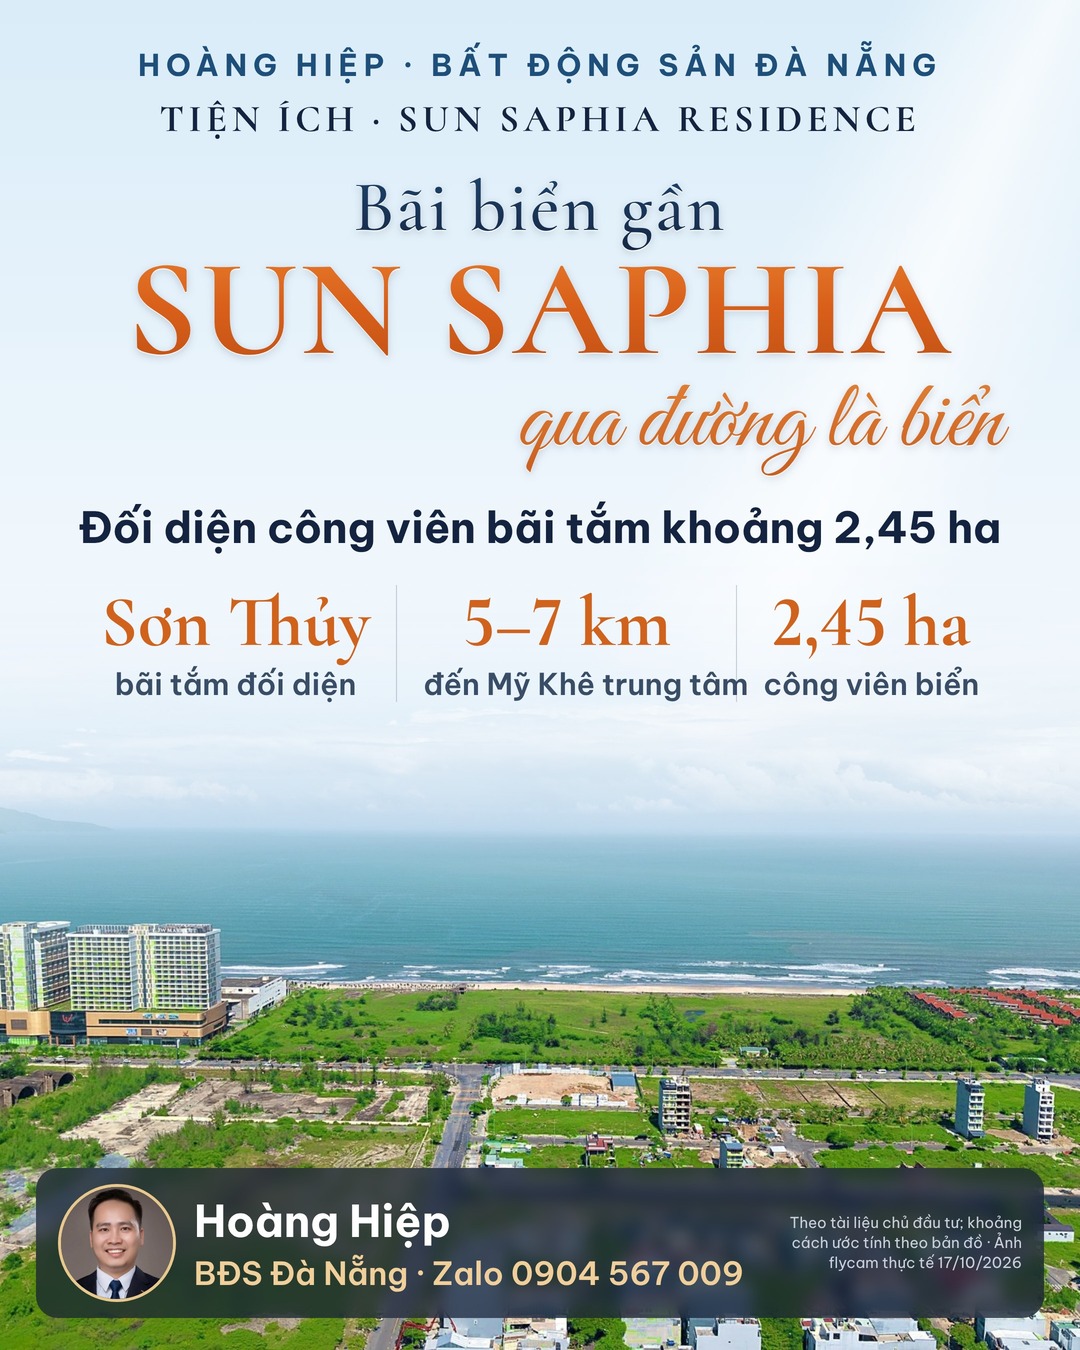 HOÀNG HIỆP · BẤT ĐỘNG SẢN ĐÀ NẴNG
TIỆN ÍCH · SUN SAPHIA RESIDENCE
Bãi biển gần
SUN SAPHIA
qua đường là biển
Đối diện công viên bãi tắm khoảng 2,45 ha
Sơn Thủy
bãi tắm đối diện
5–7 km
đến Mỹ Khê trung tâm
2,45 ha
công viên biển
Hoàng Hiệp
BĐS Đà Nẵng · Zalo 0904 567 009
Theo tài liệu chủ đầu tư; khoảng
cách ước tính theo bản đồ · Ảnh
flycam thực tế 17/10/2026